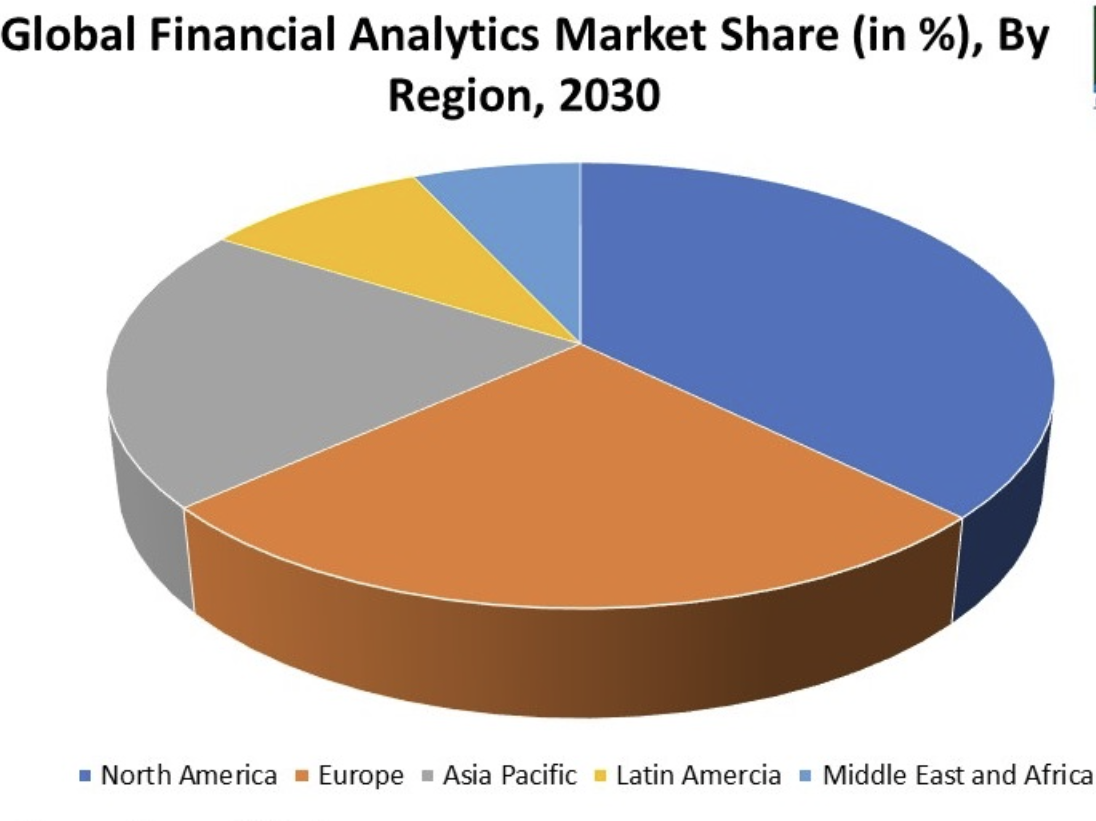 Global Financial Analytics Market Share (in %), By
Region, 2030
North America Europe Asia Pacific Latin Amercia Middle East and Africa